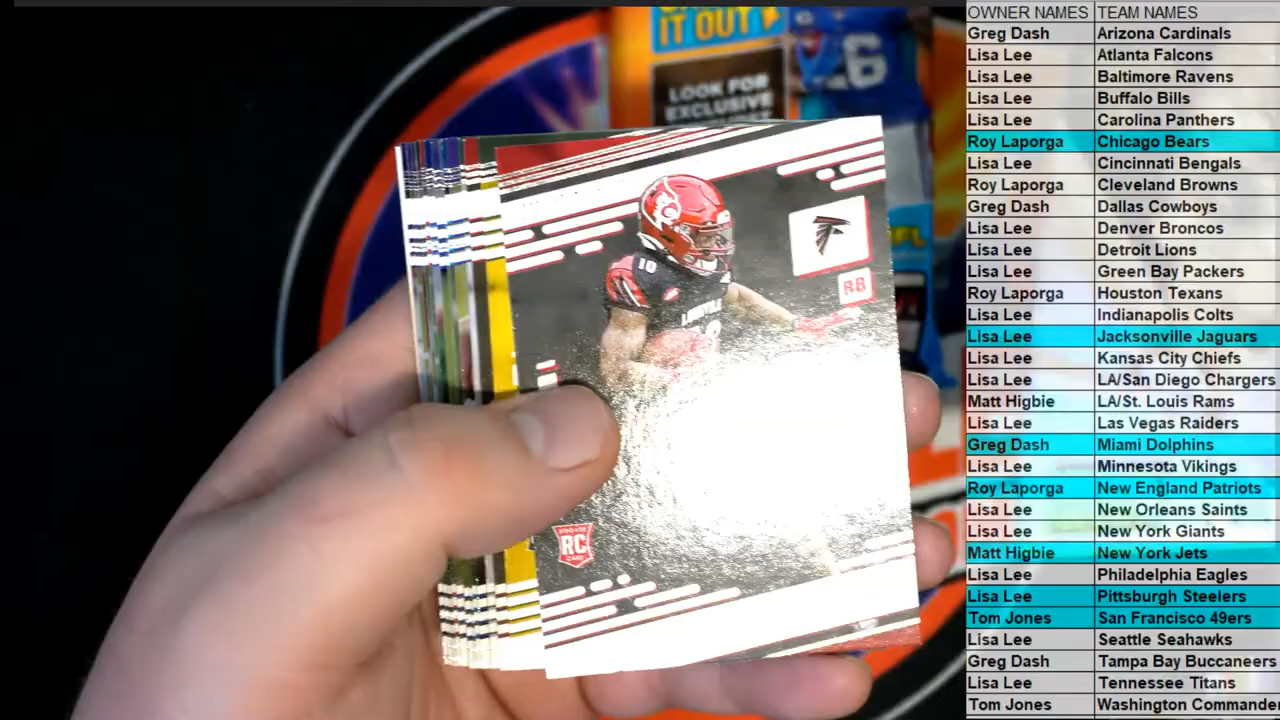 IT OUT
LOOK FOR
EXCLUSIVE
RB
10
RC
OWNER NAMES TEAM NAMES
Greg Dash Arizona Cardinals
Lisa Lee Atlanta Falcons
Lisa Lee Baltimore Ravens
Lisa Lee Buffalo Bills
Lisa Lee Carolina Panthers
Roy Laporga Chicago Bears
Lisa Lee Cincinnati Bengals
Roy Laporga Cleveland Browns
Greg Dash Dallas Cowboys
Lisa Lee Denver Broncos
Lisa Lee Detroit Lions
Lisa Lee Green Bay Packers
Roy Laporga Houston Texans
Lisa Lee Indianapolis Colts
Lisa Lee Jacksonville Jaguars
Lisa Lee Kansas City Chiefs
Lisa Lee LA/San Diego Chargers
Matt Higbie LA/St. Louis Rams
Lisa Lee Las Vegas Raiders
Greg Dash Miami Dolphins
Lisa Lee Minnesota Vikings
Roy Laporga New England Patriots
Lisa Lee New Orleans Saints
Lisa Lee New York Giants
Matt Higbie New York Jets
Lisa Lee Philadelphia Eagles
Lisa Lee Pittsburgh Steelers
Tom Jones San Francisco 49ers
Lisa Lee Seattle Seahawks
Greg Dash Tampa Bay Buccaneers
Lisa Lee Tennessee Titans
Tom Jones Washington Commande